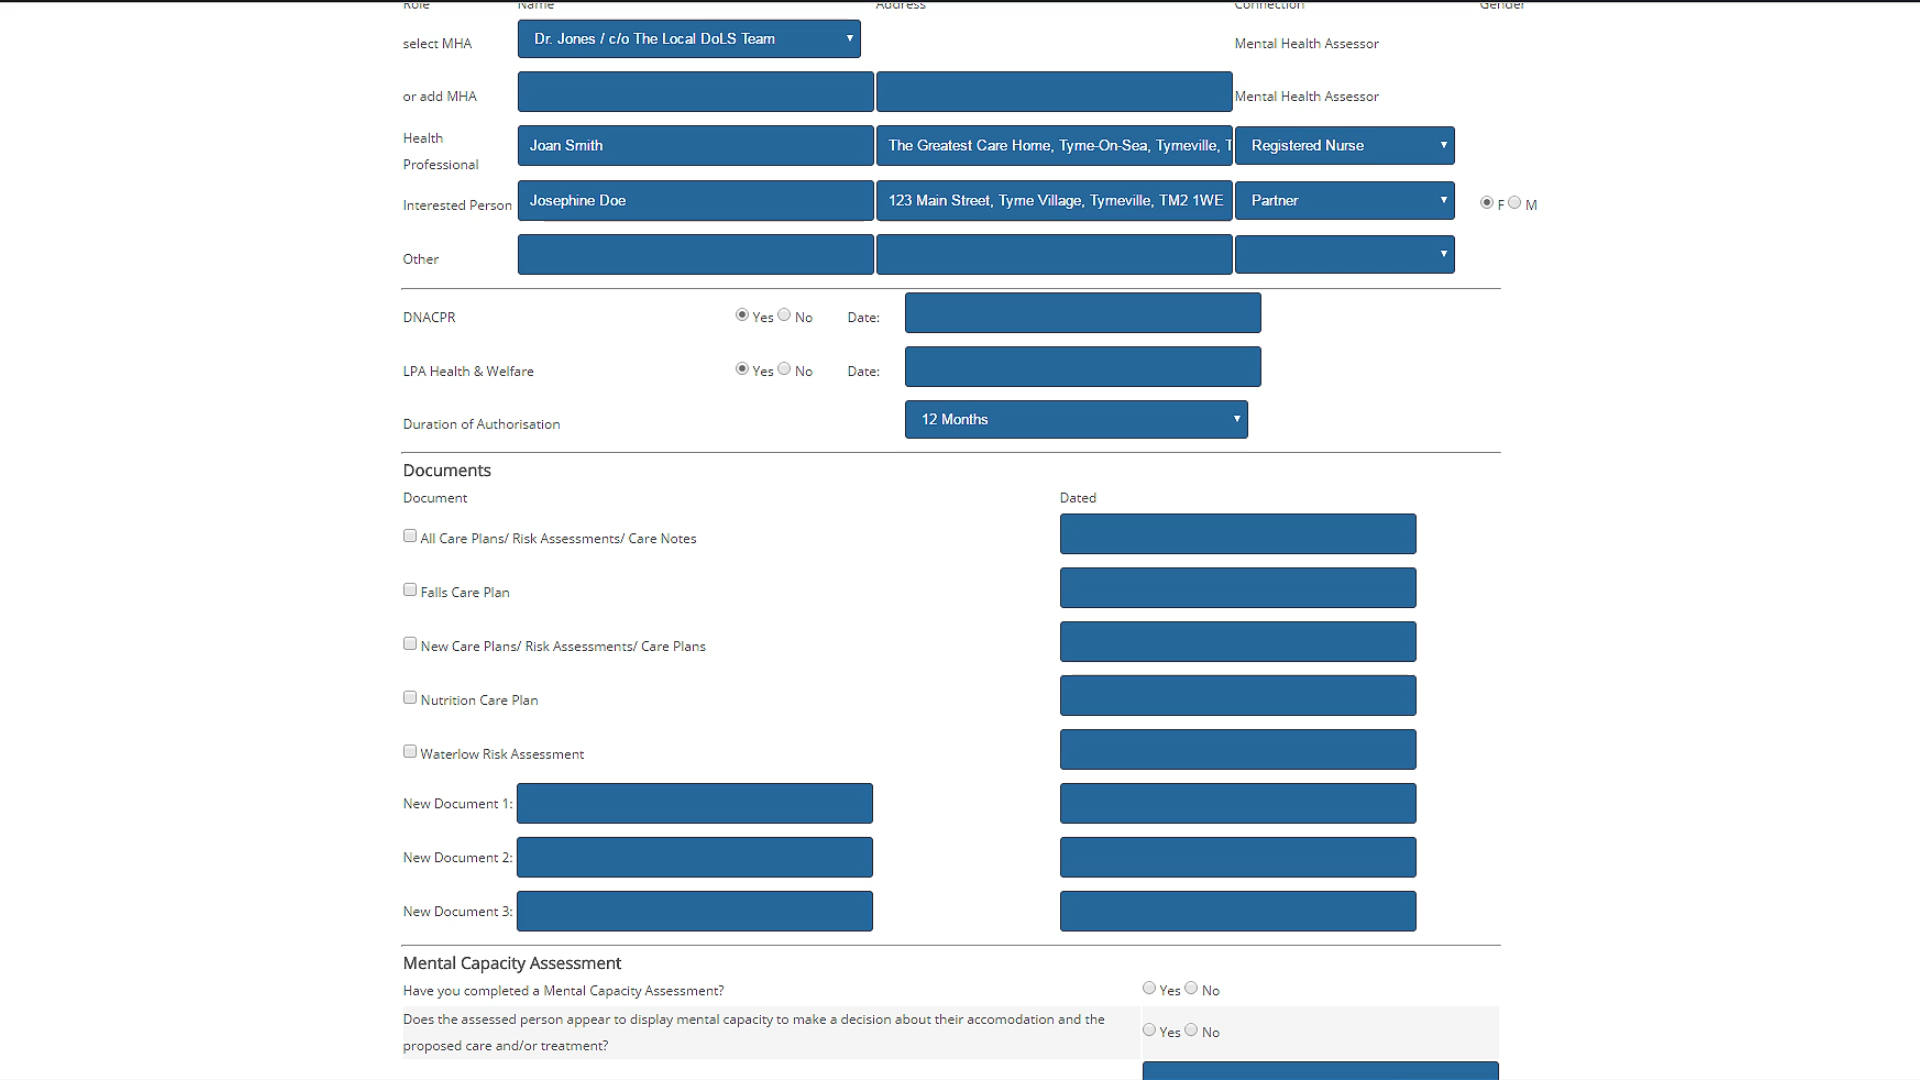 Role Name Address Connection Gender
select MHA Dr. Jones / c/o The Local DoLS Team Mental Health Assessor
or add MHA Mental Health Assessor
Health
Professional Joan Smith The Greatest Care Home, Tyme-On-Sea, Tymeville, T Registered Nurse
Interested Person Josephine Doe 123 Main Street, Tyme Village, Tymeville, TM2 1WE Partner F M
Other
DNACPR Yes No Date:
LPA Health & Welfare Yes No Date:
Duration of Authorisation 12 Months
Documents
Document Dated
All Care Plans/ Risk Assessments/ Care Notes
Falls Care Plan
New Care Plans/ Risk Assessments/ Care Plans
Nutrition Care Plan
Waterlow Risk Assessment
New Document 1:
New Document 2:
New Document 3:
Mental Capacity Assessment
Have you completed a Mental Capacity Assessment? Yes No
Does the assessed person appear to display mental capacity to make a decision about their accomodation and the
proposed care and/or treatment? Yes No